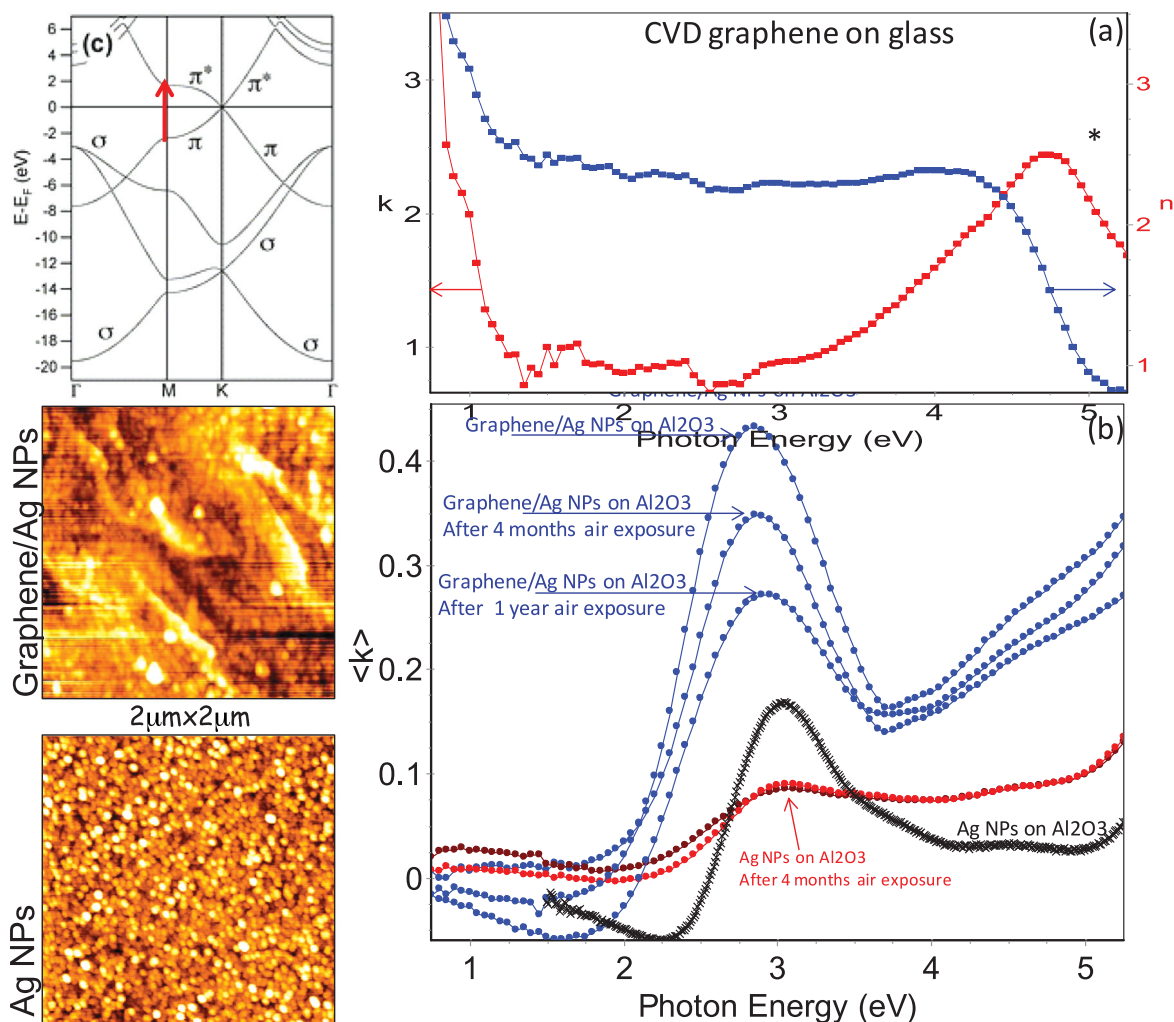 (c)
6
4
2
0
-2
-4
-6
-8
-10
-12
-14
-16
-18
-20
E-E_F (eV)
π*
π*
π
π
σ
σ
σ
σ
Γ
M
K
Γ
CVD graphene on glass
(a)
3
2
1
k
3
2
1
n
*
1
2
3
4
5
Photon Energy (eV)
Graphene/Ag NPs on Al2O3
(b)
Graphene/Ag NPs on Al2O3
Graphene/Ag NPs on Al2O3
After 4 months air exposure
Graphene/Ag NPs on Al2O3
After 1 year air exposure
Ag NPs on Al2O3
After 4 months air exposure
Ag NPs on Al2O3
0.4
0.3
0.2
0.1
0
<k>
1
2
3
4
5
Photon Energy (eV)
Graphene/Ag NPs
2μm×2μm
Ag NPs